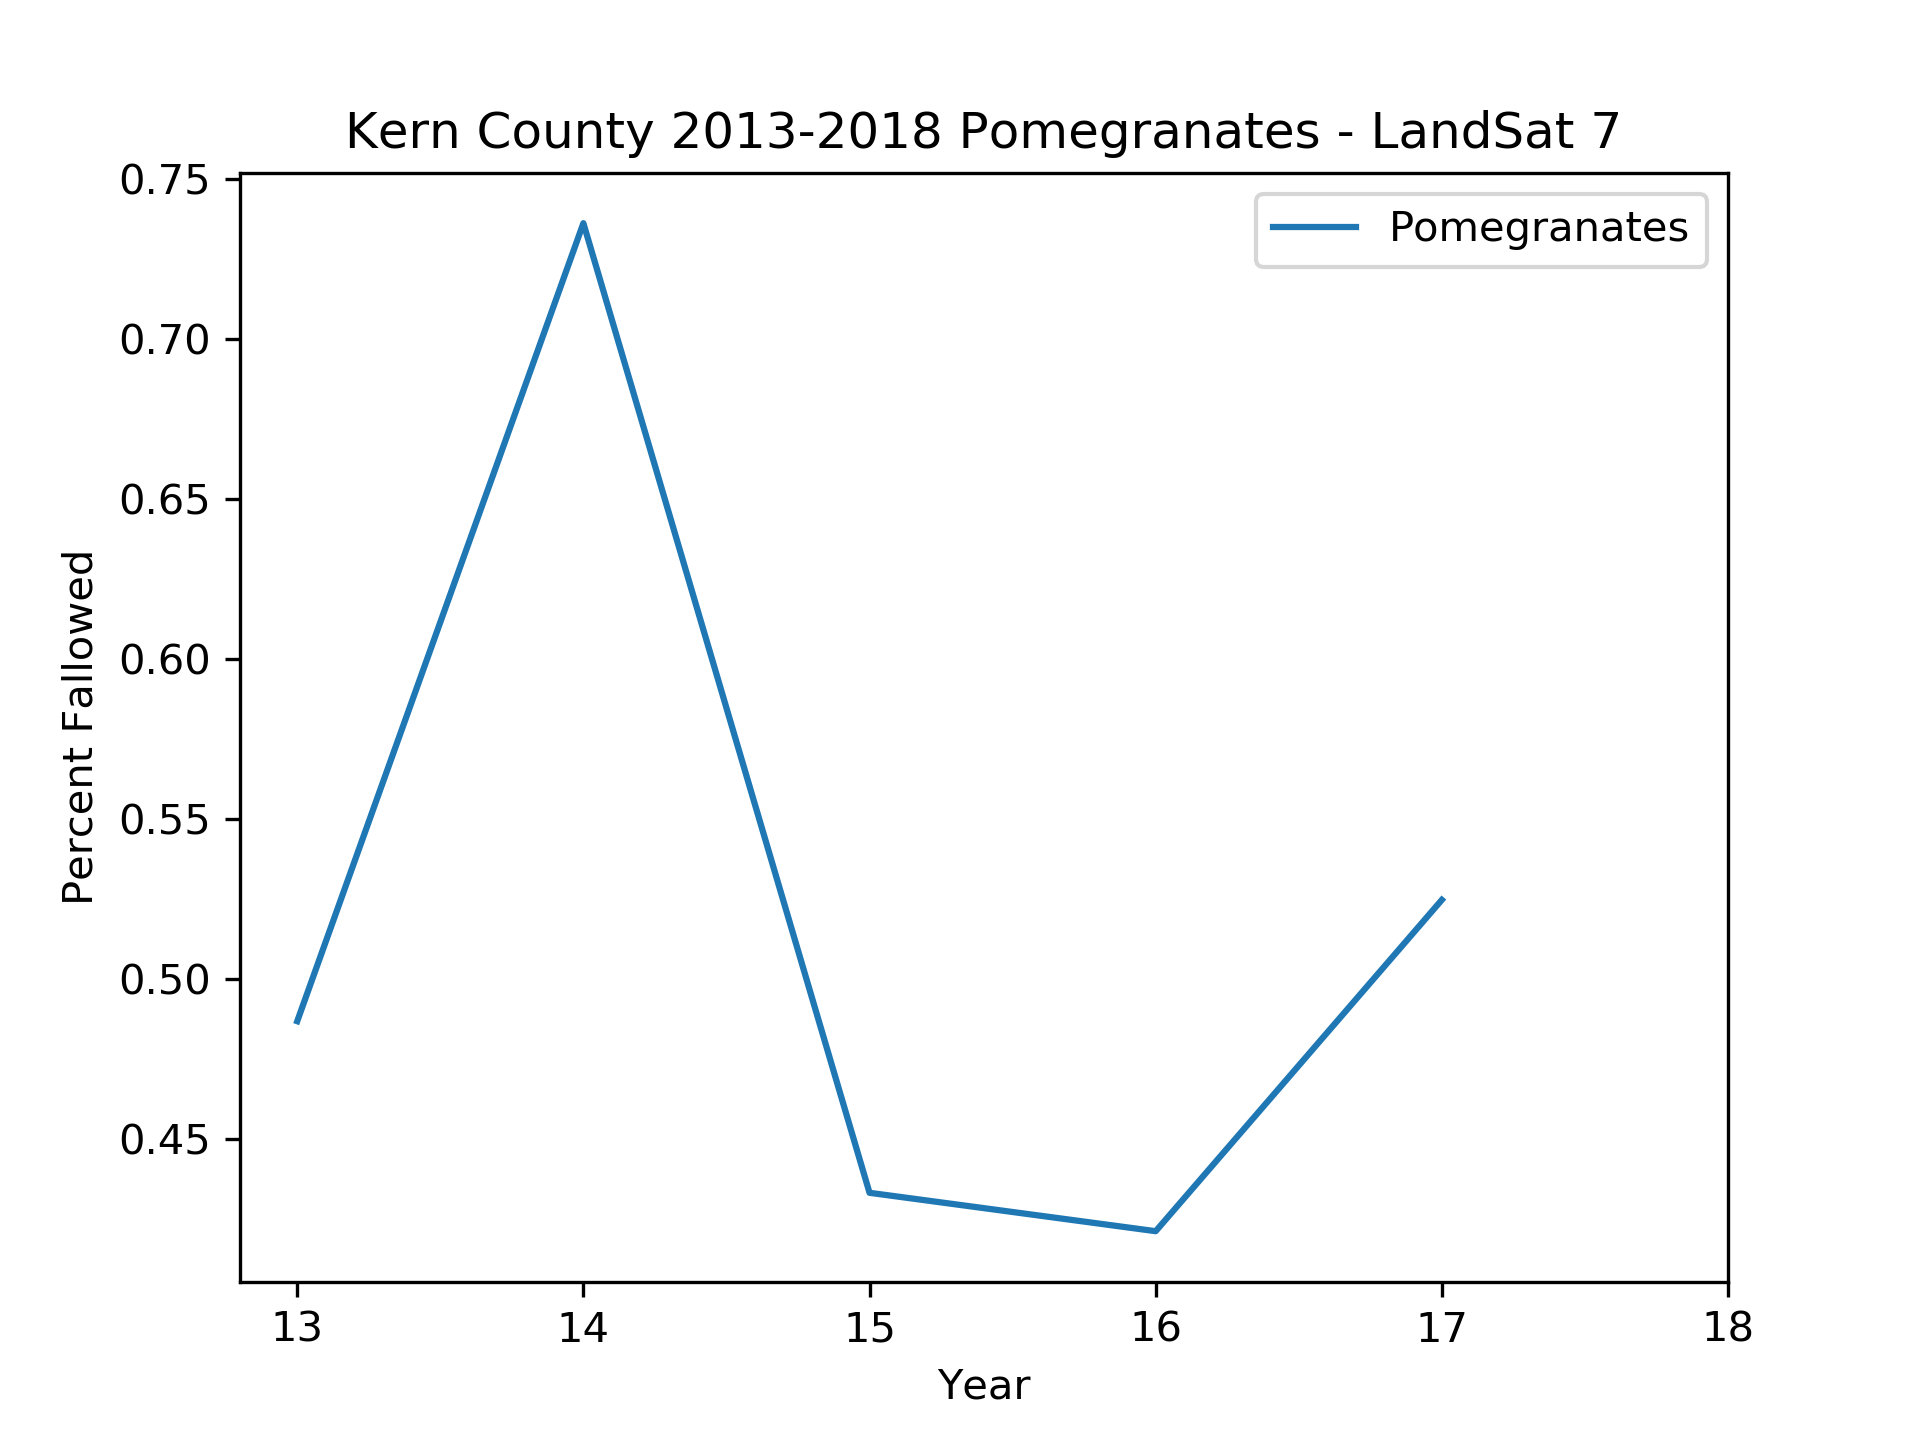 Kern County 2013-2018 Pomegranates - LandSat 7
Pomegranates
0.75
0.70
0.65
0.60
0.55
0.50
0.45
Percent Fallowed
13 14 15 16 17 18
Year